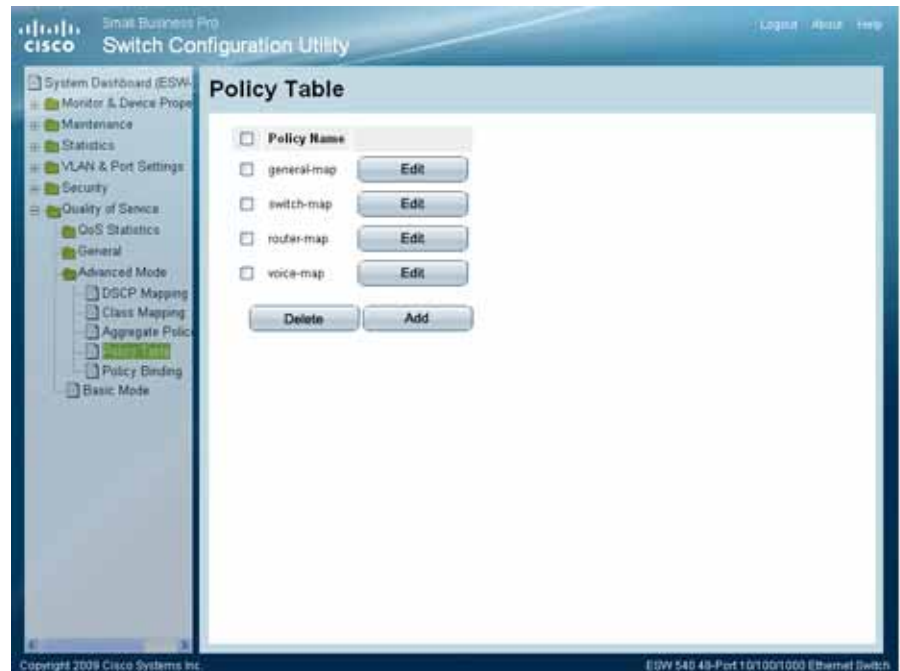 Small Business Pro
Logout About Help
CISCO Switch Configuration Utility
System Dashboard (ESW-
Monitor & Device Prope
Maintenance
Statistics
VLAN & Port Settings
Security
Quality of Service
QoS Statistics
General
Advanced Mode
DSCP Mapping
Class Mapping
Aggregate Polic
Policy Table
Policy Binding
Basic Mode
Policy Table
Policy Name
general-map Edit
switch-map Edit
router-map Edit
voice-map Edit
Delete Add
Copyright 2009 Cisco Systems Inc.
ESW 540 48-Port 10/100/1000 Ethernet Switch